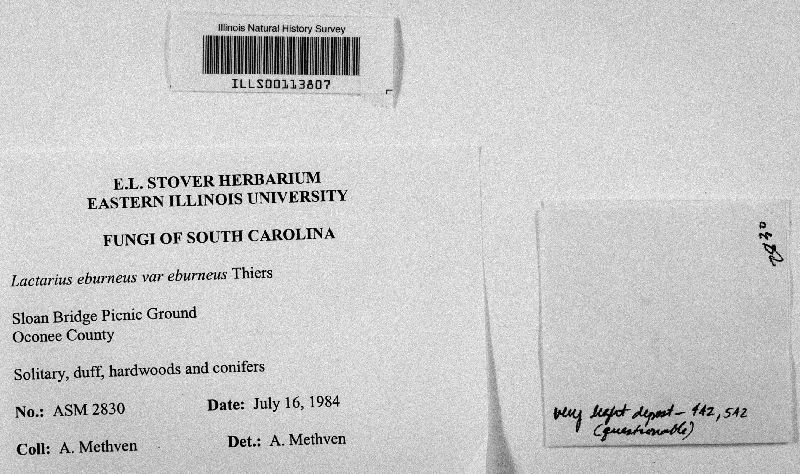 Illinois Natural History Survey
ILLS00113807
E.L. STOVER HERBARIUM
EASTERN ILLINOIS UNIVERSITY
FUNGI OF SOUTH CAROLINA
Lactarius eburneus var eburneus Thiers
Sloan Bridge Picnic Ground
Oconee County
Solitary, duff, hardwoods and conifers
No.: ASM 2830 Date: July 16, 1984
Coll: A. Methven Det.: A. Methven
2830
very light deposit - 4A2, 5A2
(questionable)